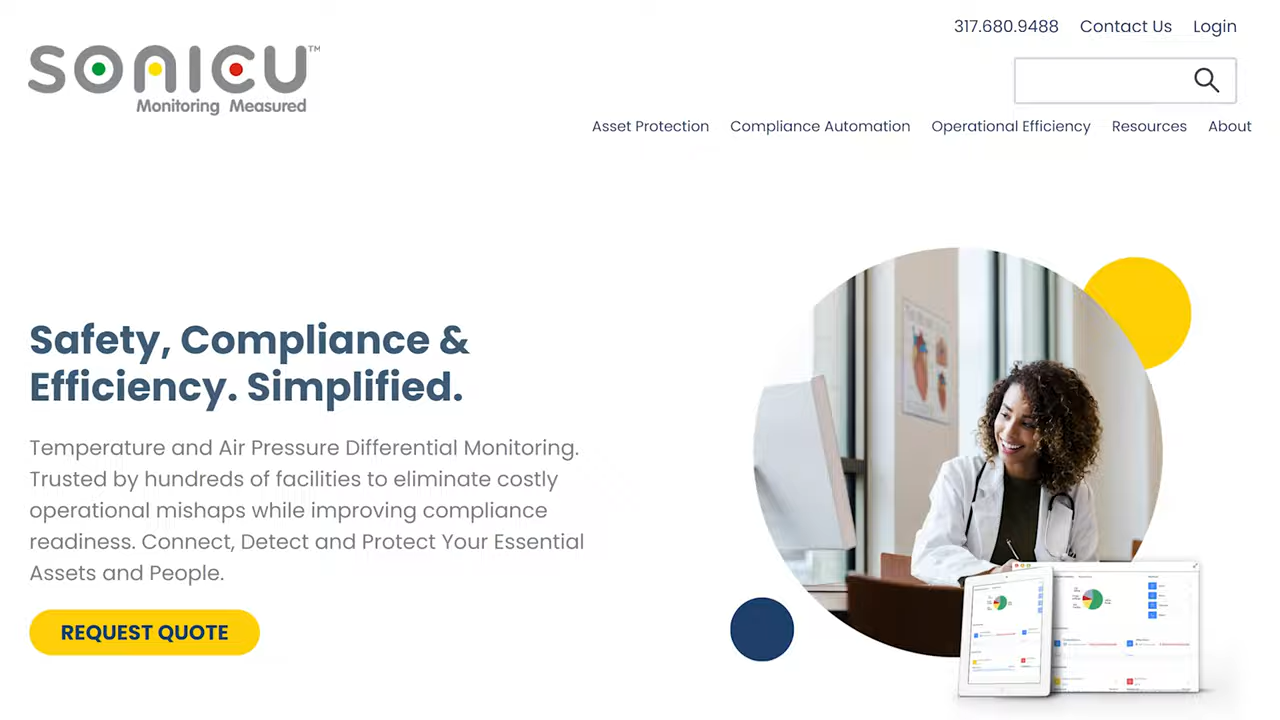 317.680.9488 Contact Us Login
SONICU™
Monitoring Measured
Asset Protection Compliance Automation Operational Efficiency Resources About
Safety, Compliance &
Efficiency. Simplified.
Temperature and Air Pressure Differential Monitoring.
Trusted by hundreds of facilities to eliminate costly
operational mishaps while improving compliance
readiness. Connect, Detect and Protect Your Essential
Assets and People.
REQUEST QUOTE